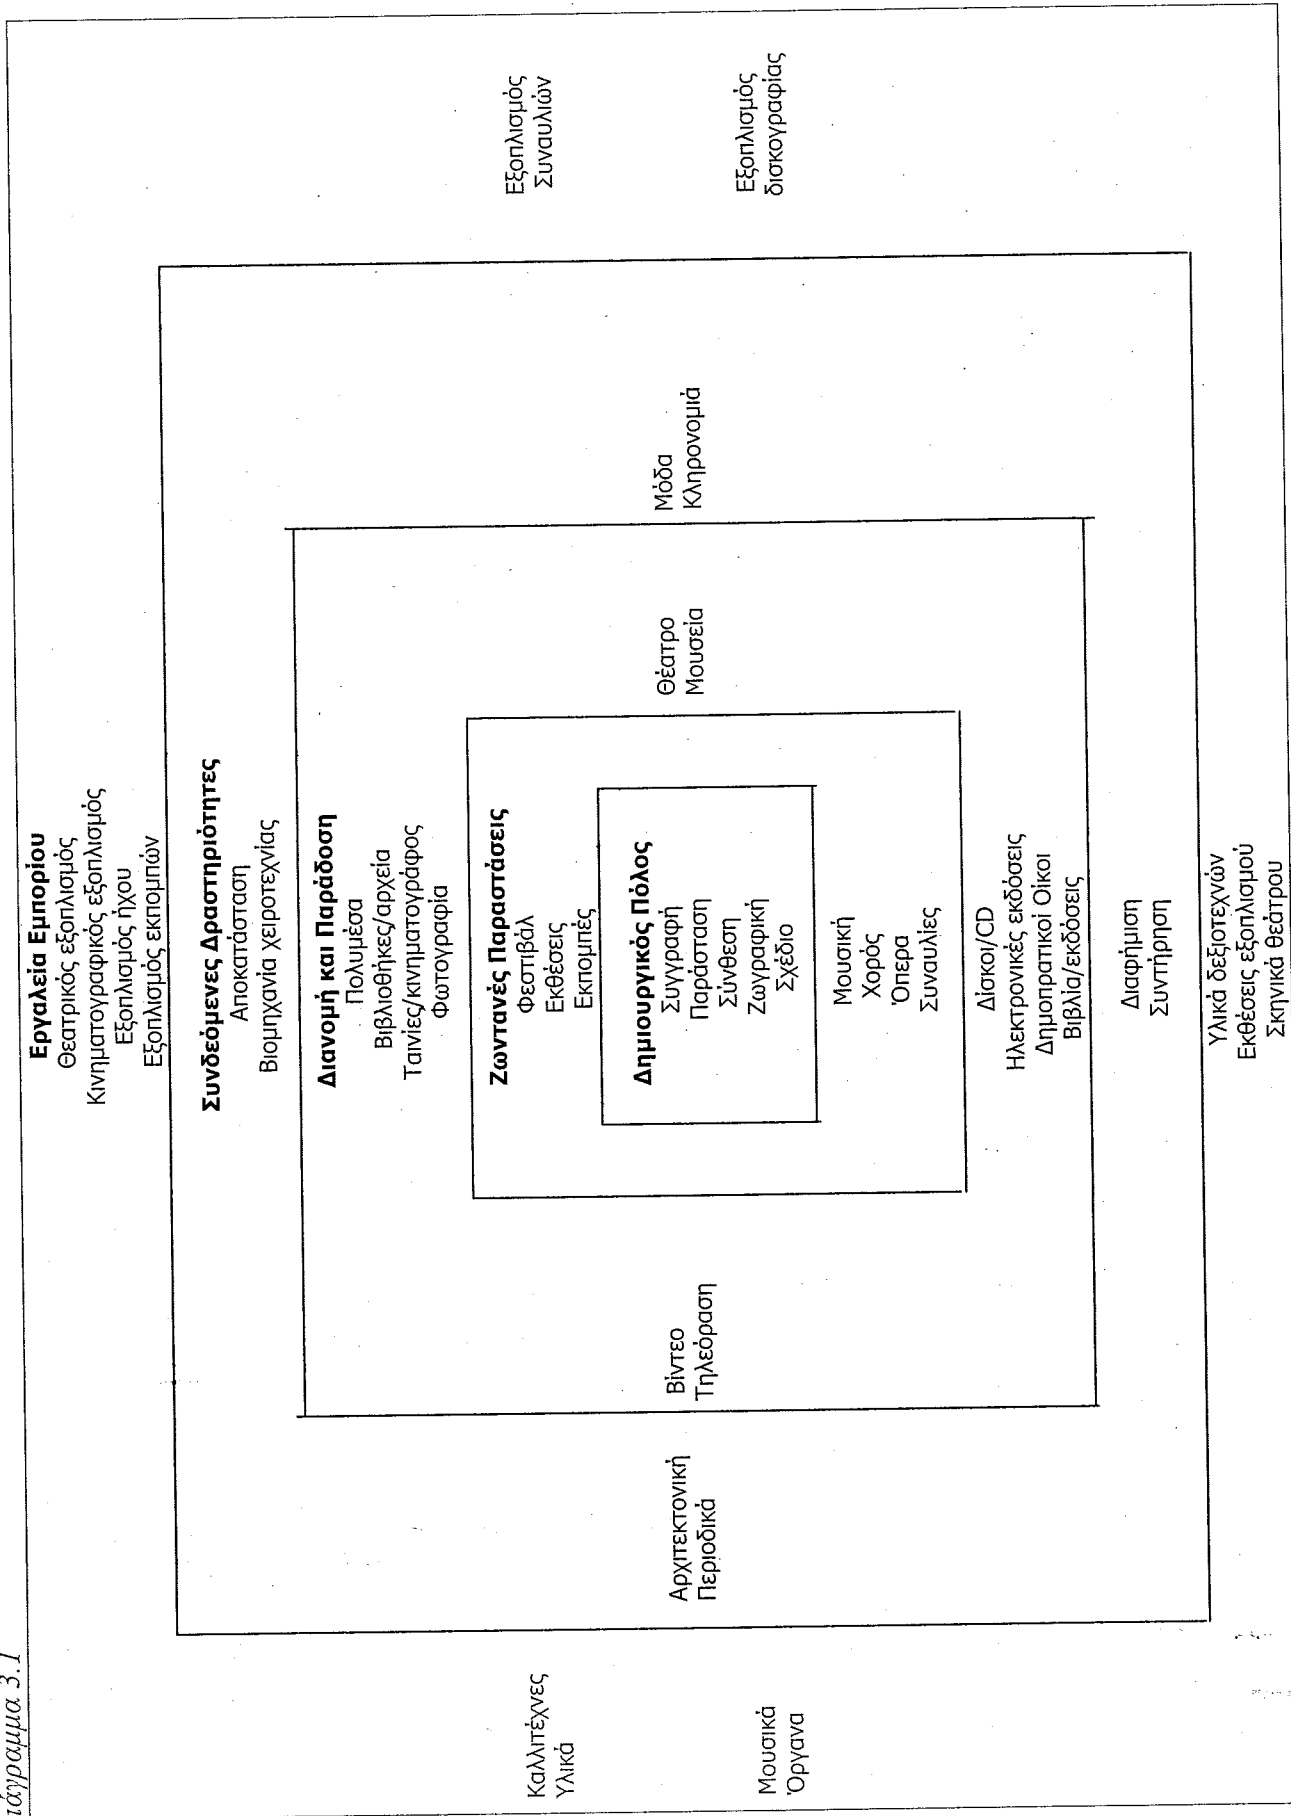 Διάγραμμα 3.1
Εργαλεία Εμπορίου
Θεατρικός εξοπλισμός
Κινηματογραφικός εξοπλισμός
Εξοπλισμός ήχου
Εξοπλισμός εκπομπών
Συνδεόμενες Δραστηριότητες
Αποκατάσταση
Βιομηχανία χειροτεχνίας
Διανομή και Παράδοση
Πολυμέσα
Βιβλιοθήκες/αρχεία
Ταινίες/κινηματογράφος
Φωτογραφία
Ζωντανές Παραστάσεις
Φεστιβάλ
Εκθέσεις
Εκπομπές
Δημιουργικός Πόλος
Συγγραφή
Παράσταση
Σύνθεση
Ζωγραφική
Σχέδιο
Καλλιτέχνες
Υλικά
Μουσικά
Όργανα
Αρχιτεκτονική
Περιοδικά
Βίντεο
Τηλεόραση
Θέατρο
Μουσεία
Μόδα
Κληρονομιά
Εξοπλισμός
Συναυλιών
Εξοπλισμός
δισκογραφίας
Μουσική
Χορός
Όπερα
Συναυλίες
Δίσκοι/CD
Ηλεκτρονικές εκδόσεις
Δημοπρατικοί Οίκοι
Βιβλία/εκδόσεις
Διαφήμιση
Συντήρηση
Υλικά δεξιοτεχνών
Εκθέσεις εξοπλισμού
Σκηνικά θεάτρου